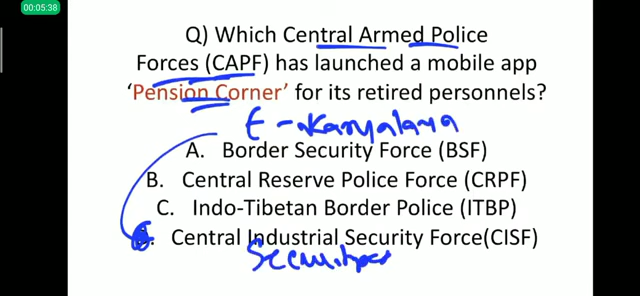 00:05:38
Q) Which Central Armed Police
Forces (CAPF) has launched a mobile app
‘Pension Corner’ for its retired personnels?
E-Karyalaya
A. Border Security Force (BSF)
B. Central Reserve Police Force (CRPF)
C. Indo-Tibetan Border Police (ITBP)
Central Industrial Security Force(CISF)